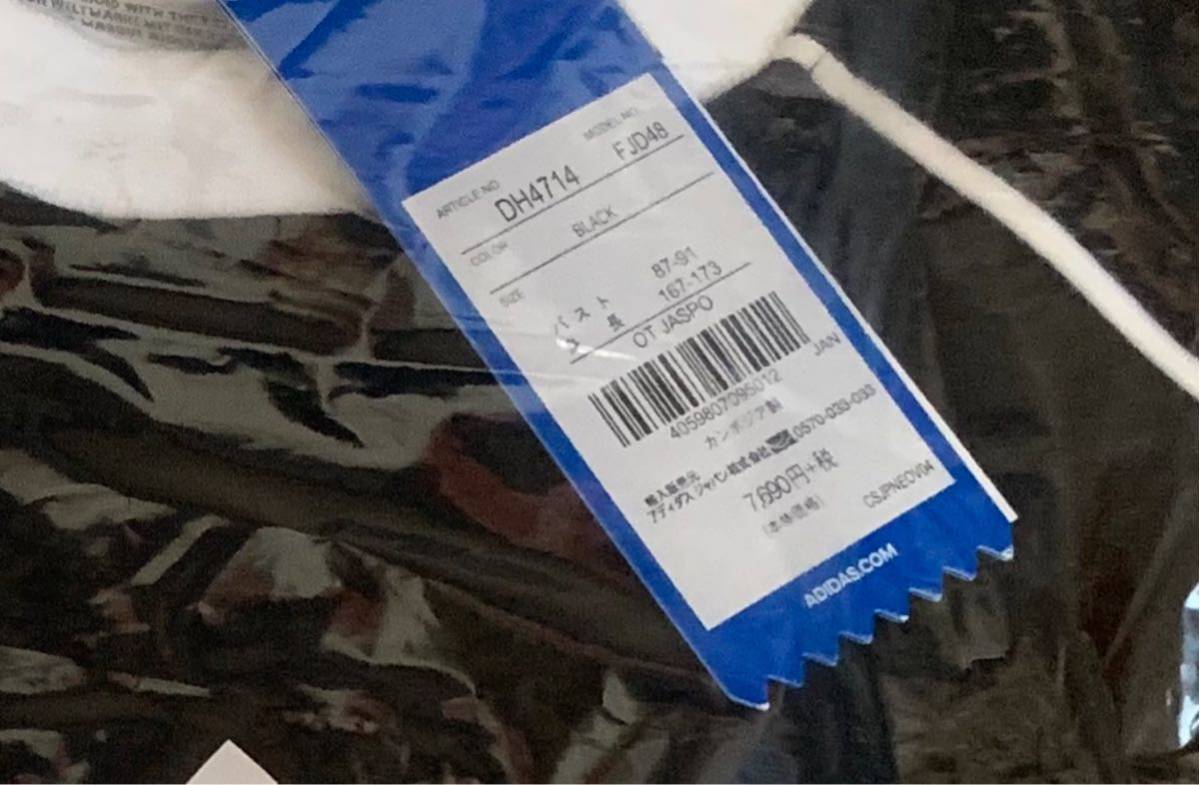 ARTICLE NO.
MODEL NO.
DH4714
FJD48
COLOR
BLACK
SIZE
バスト 87-91
長 167-173
OT JASPO
JAN
4059807095012
カンボジア製
輸入販売元
アディダス ジャパン株式会社 0570-033-033
7,690円+税
(本体価格)
CSJPNEOV04
ADIDAS.COM